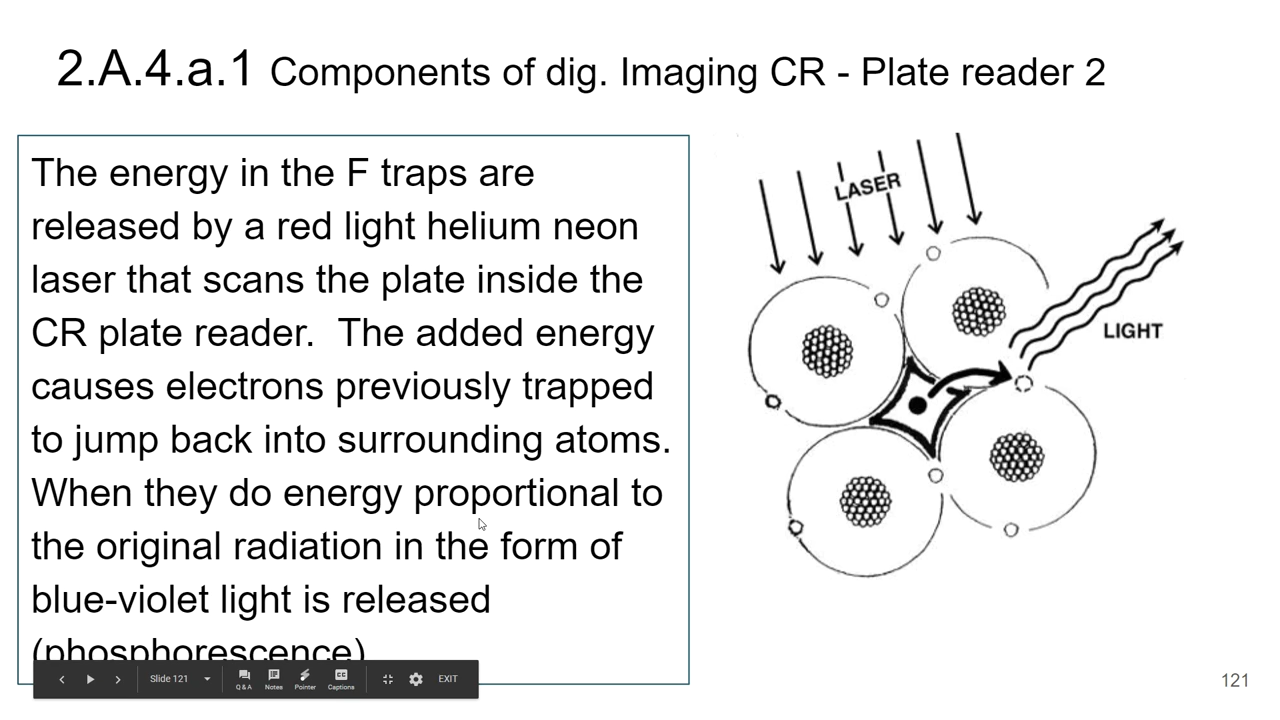 2.A.4.a.1 Components of dig. Imaging CR - Plate reader 2
The energy in the F traps are
released by a red light helium neon
laser that scans the plate inside the
CR plate reader.  The added energy
causes electrons previously trapped
to jump back into surrounding atoms.
When they do energy proportional to
the original radiation in the form of
blue-violet light is released
(phosphorescence)
LASER
LIGHT
Slide 121
Q&A
Notes
Pointer
Captions
EXIT
121